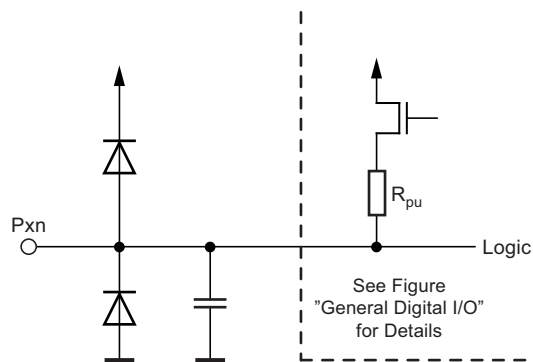 R_pu
Pxn
Logic
See Figure
"General Digital I/O"
for Details